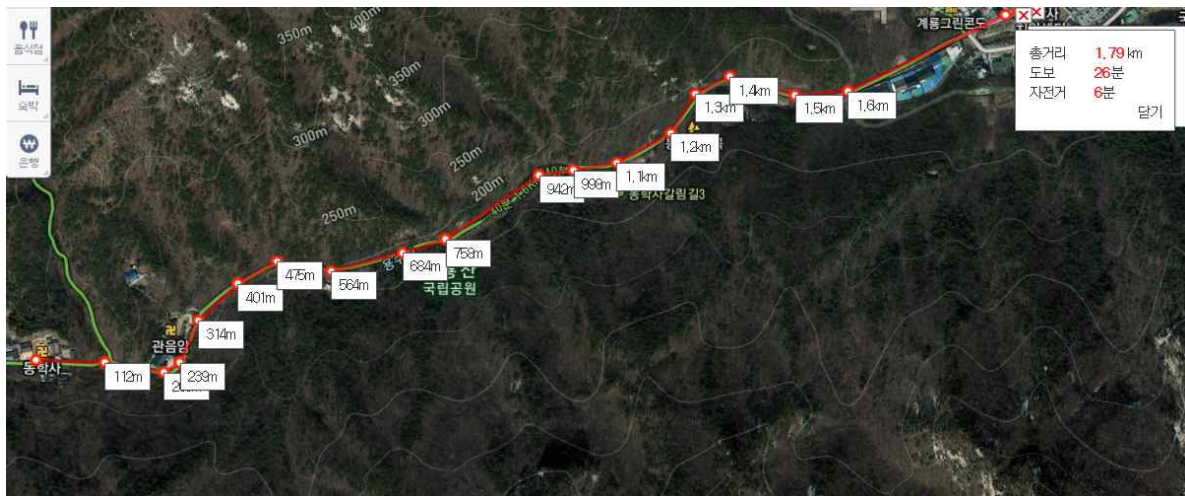 음식점
숙박
은행
350m
400m
350m
300m
300m
250m
200m
250m
계룡그린콘도
총거리 1.79 km
도보 26분
자전거 6분
닫기
1.3km
1.4km
1.5km
1.6km
1.2km
1.1km
998m
942m
동학사갈림길3
758m
684m
564m
475m
401m
국립공원
314m
관음암
239m
112m
동학사